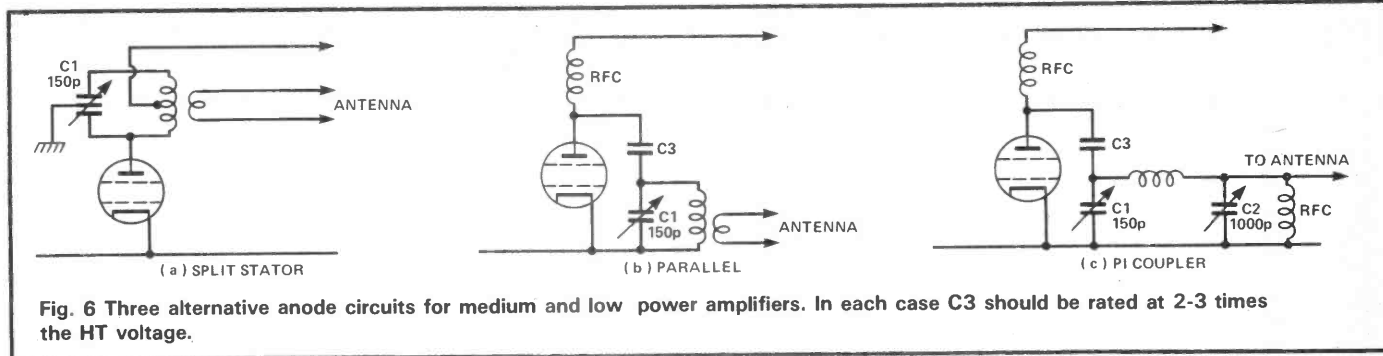 C1
150p
ANTENNA
(a) SPLIT STATOR
RFC
C3
C1
150p
ANTENNA
(b) PARALLEL
RFC
C3
TO ANTENNA
C1
150p
C2
1000p
RFC
(c) PI COUPLER
Fig. 6 Three alternative anode circuits for medium and low power amplifiers. In each case C3 should be rated at 2-3 times
the HT voltage.